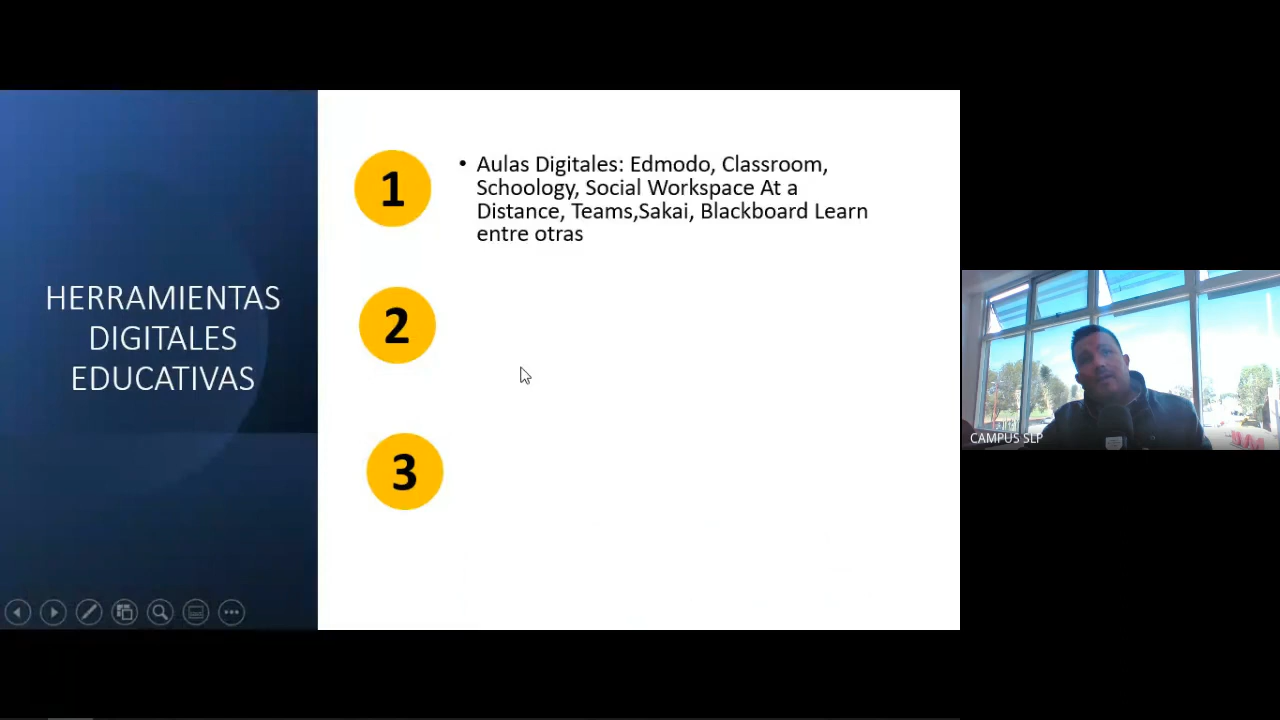 HERRAMIENTAS
DIGITALES
EDUCATIVAS
1
• Aulas Digitales: Edmodo, Classroom,
Schoology, Social Workspace At a
Distance, Teams,Sakai, Blackboard Learn
entre otras
2
3
CAMPUS SLP